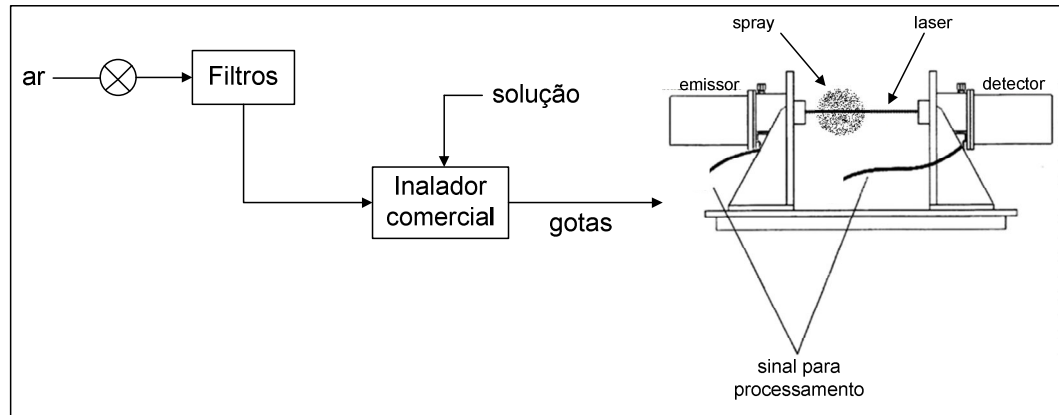 spray
laser
ar
Filtros
emissor
detector
solução
Inalador
comercial
gotas
sinal para
processamento